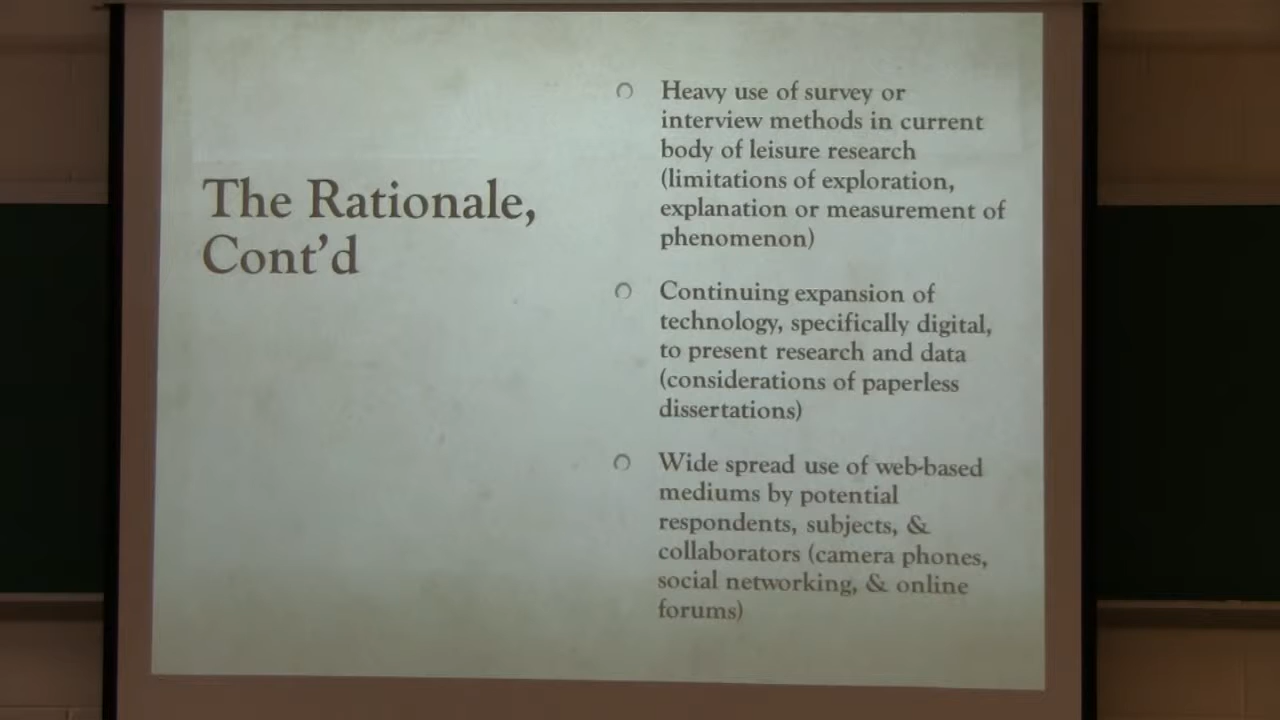 The Rationale,
Cont'd
Heavy use of survey or
interview methods in current
body of leisure research
(limitations of exploration,
explanation or measurement of
phenomenon)
Continuing expansion of
technology, specifically digital,
to present research and data
(considerations of paperless
dissertations)
Wide spread use of web-based
mediums by potential
respondents, subjects, &
collaborators (camera phones,
social networking, & online
forums)